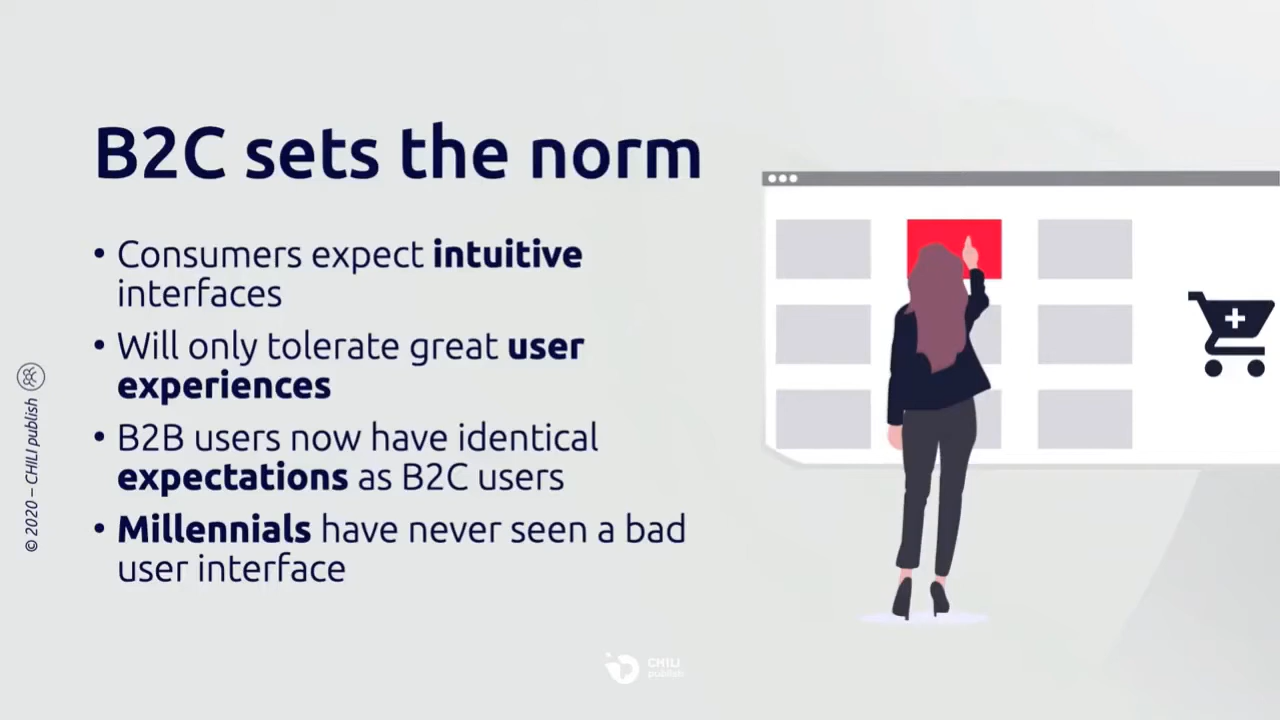 B2C sets the norm
• Consumers expect intuitive
interfaces
• Will only tolerate great user
experiences
• B2B users now have identical
expectations as B2C users
• Millennials have never seen a bad
user interface
© 2020 – CHILI publish
CHILI
publish